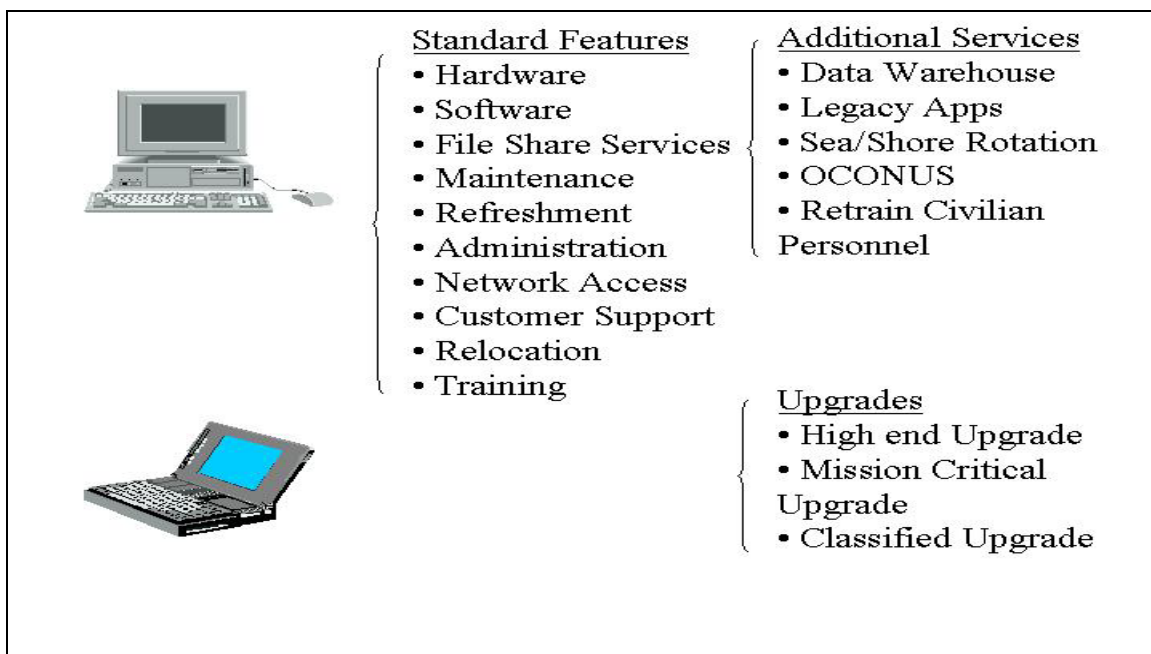 Standard Features
• Hardware
• Software
• File Share Services
• Maintenance
• Refreshment
• Administration
• Network Access
• Customer Support
• Relocation
• Training
Additional Services
• Data Warehouse
• Legacy Apps
• Sea/Shore Rotation
• OCONUS
• Retrain Civilian
Personnel
Upgrades
• High end Upgrade
• Mission Critical
Upgrade
• Classified Upgrade